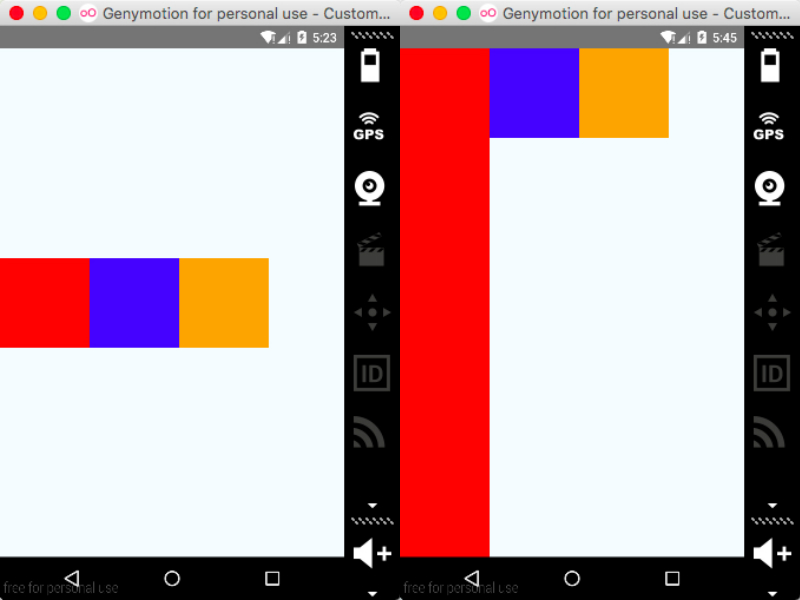 Genymotion for personal use - Custom...
5:23
GPS
ID
free for personal use
Genymotion for personal use - Custom...
5:45
GPS
ID
free for personal use